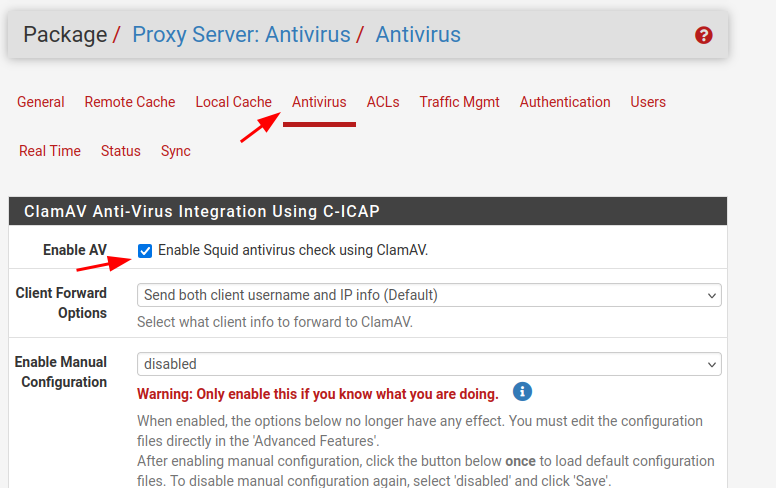 Package / Proxy Server: Antivirus / Antivirus
General Remote Cache Local Cache Antivirus ACLs Traffic Mgmt Authentication Users
Real Time Status Sync
ClamAV Anti-Virus Integration Using C-ICAP
Enable AV Enable Squid antivirus check using ClamAV.
Client Forward Options Send both client username and IP info (Default)
Select what client info to forward to ClamAV.
Enable Manual Configuration disabled
Warning: Only enable this if you know what you are doing.
When enabled, the options below no longer have any effect. You must edit the configuration
files directly in the 'Advanced Features'.
After enabling manual configuration, click the button below once to load default configuration
files. To disable manual configuration again, select 'disabled' and click 'Save'.